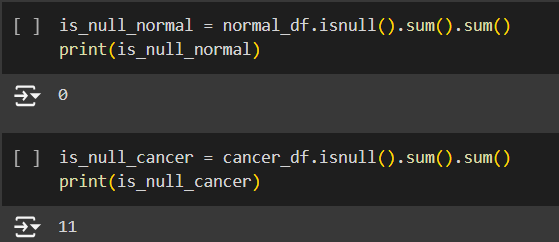 [ ] is_null_normal = normal_df.isnull().sum().sum()
print(is_null_normal)
0
[ ] is_null_cancer = cancer_df.isnull().sum().sum()
print(is_null_cancer)
11